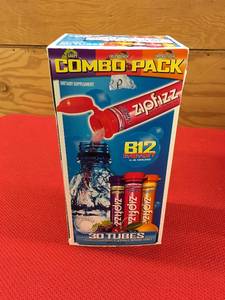 COMBO PACK
DIETARY SUPPLEMENT
zipfizz
B12
zipfizz
zipfizz
zipfizz
30 TUBES